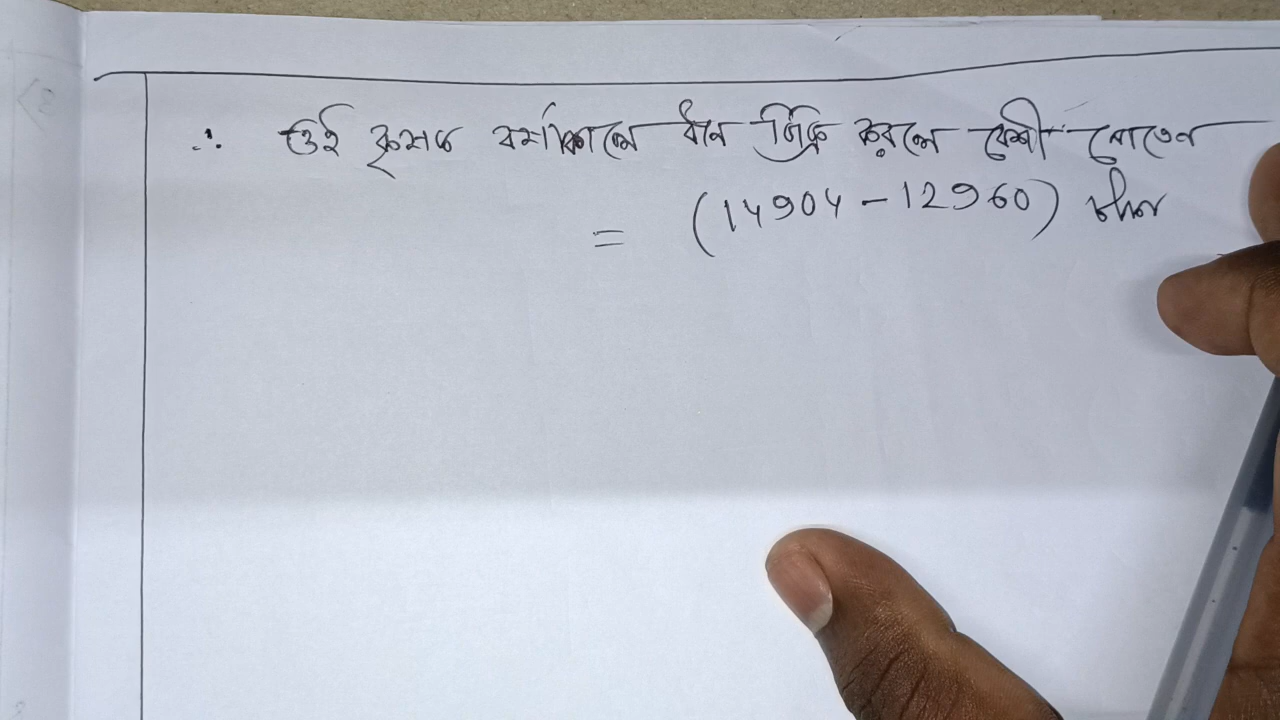 ∴ ওই কৃষক বর্ষাকালে ধান বিক্রি করলে বেশী পেতেন
= (14904 - 12960) টাকা